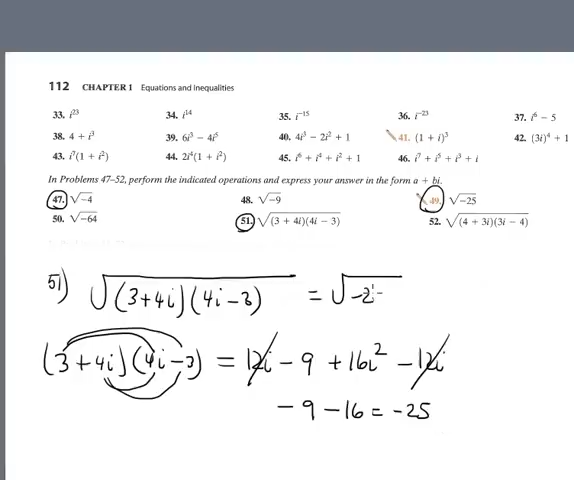 112 CHAPTER 1 Equations and Inequalities
33. i²³ 34. i¹⁴ 35. i⁻¹⁵ 36. i⁻²³ 37. i⁶ − 5
38. 4 + i³ 39. 6i³ − 4i⁵ 40. 4i³ − 2i² + 1 41. (1 + i)³ 42. (3i)⁴ + 1
43. i⁷(1 + i²) 44. 2i⁴(1 + i²) 45. i⁶ + i⁴ + i² + 1 46. i⁷ + i⁵ + i³ + i
In Problems 47–52, perform the indicated operations and express your answer in the form a + bi.
47. √−4 48. √−9 49. √−25
50. √−64 51. √(3 + 4i)(4i − 3) 52. √(4 + 3i)(3i − 4)
51) √(3+4i)(4i−3) = √−2
(3+4i)(4i−3) = 12i − 9 + 16i² − 12i
−9 −16 = −25